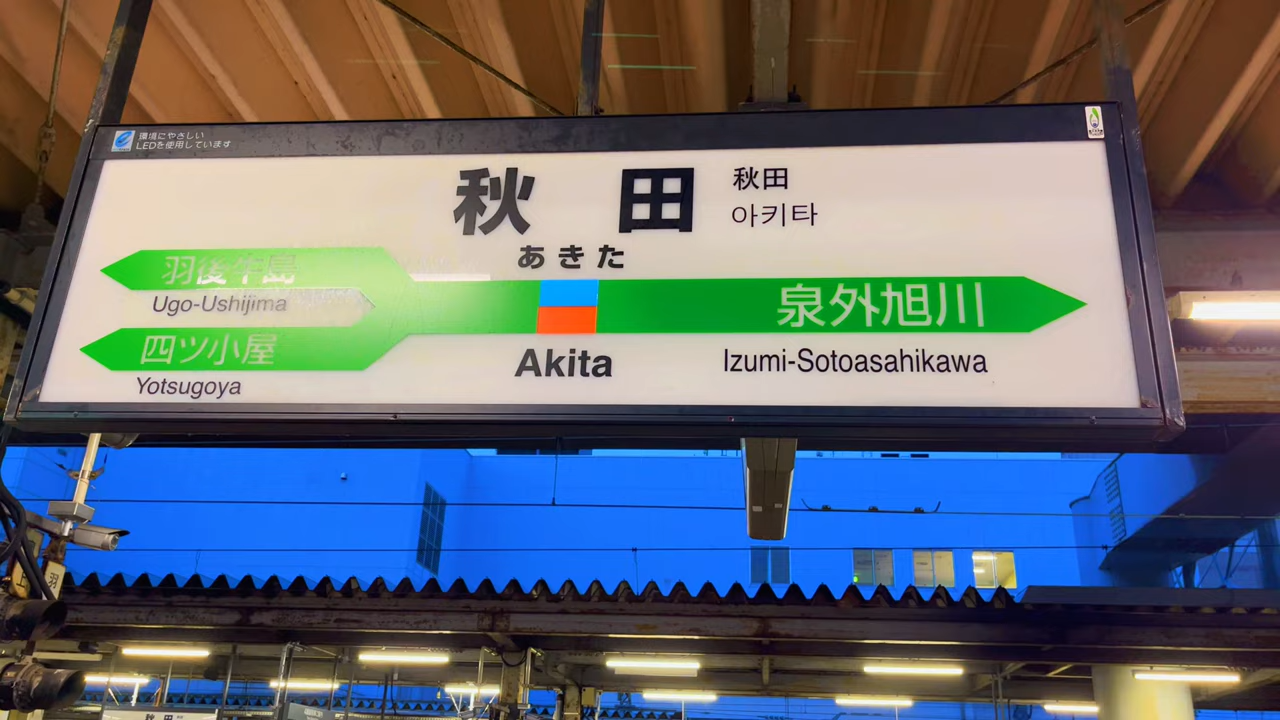 環境にやさしい
LEDを使用しています
秋田
秋田
아키타
あきた
羽後牛島
Ugo-Ushijima
四ツ小屋
Yotsugoya
泉外旭川
Akita
Izumi-Sotoasahikawa
秋田